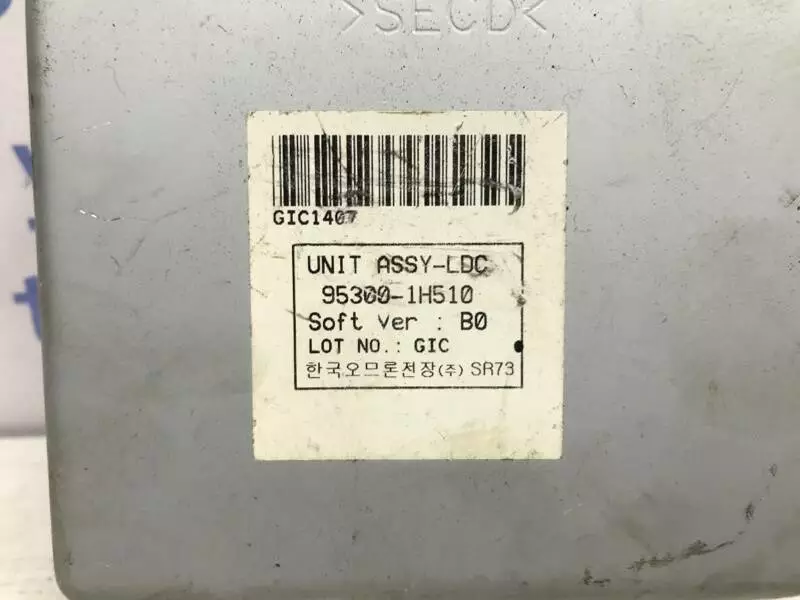 >SECD<
GIC1407
UNIT ASSY-LDC
95300-1H510
Soft Ver : B0
LOT NO.: GIC
한국오므론전장(주) SR73